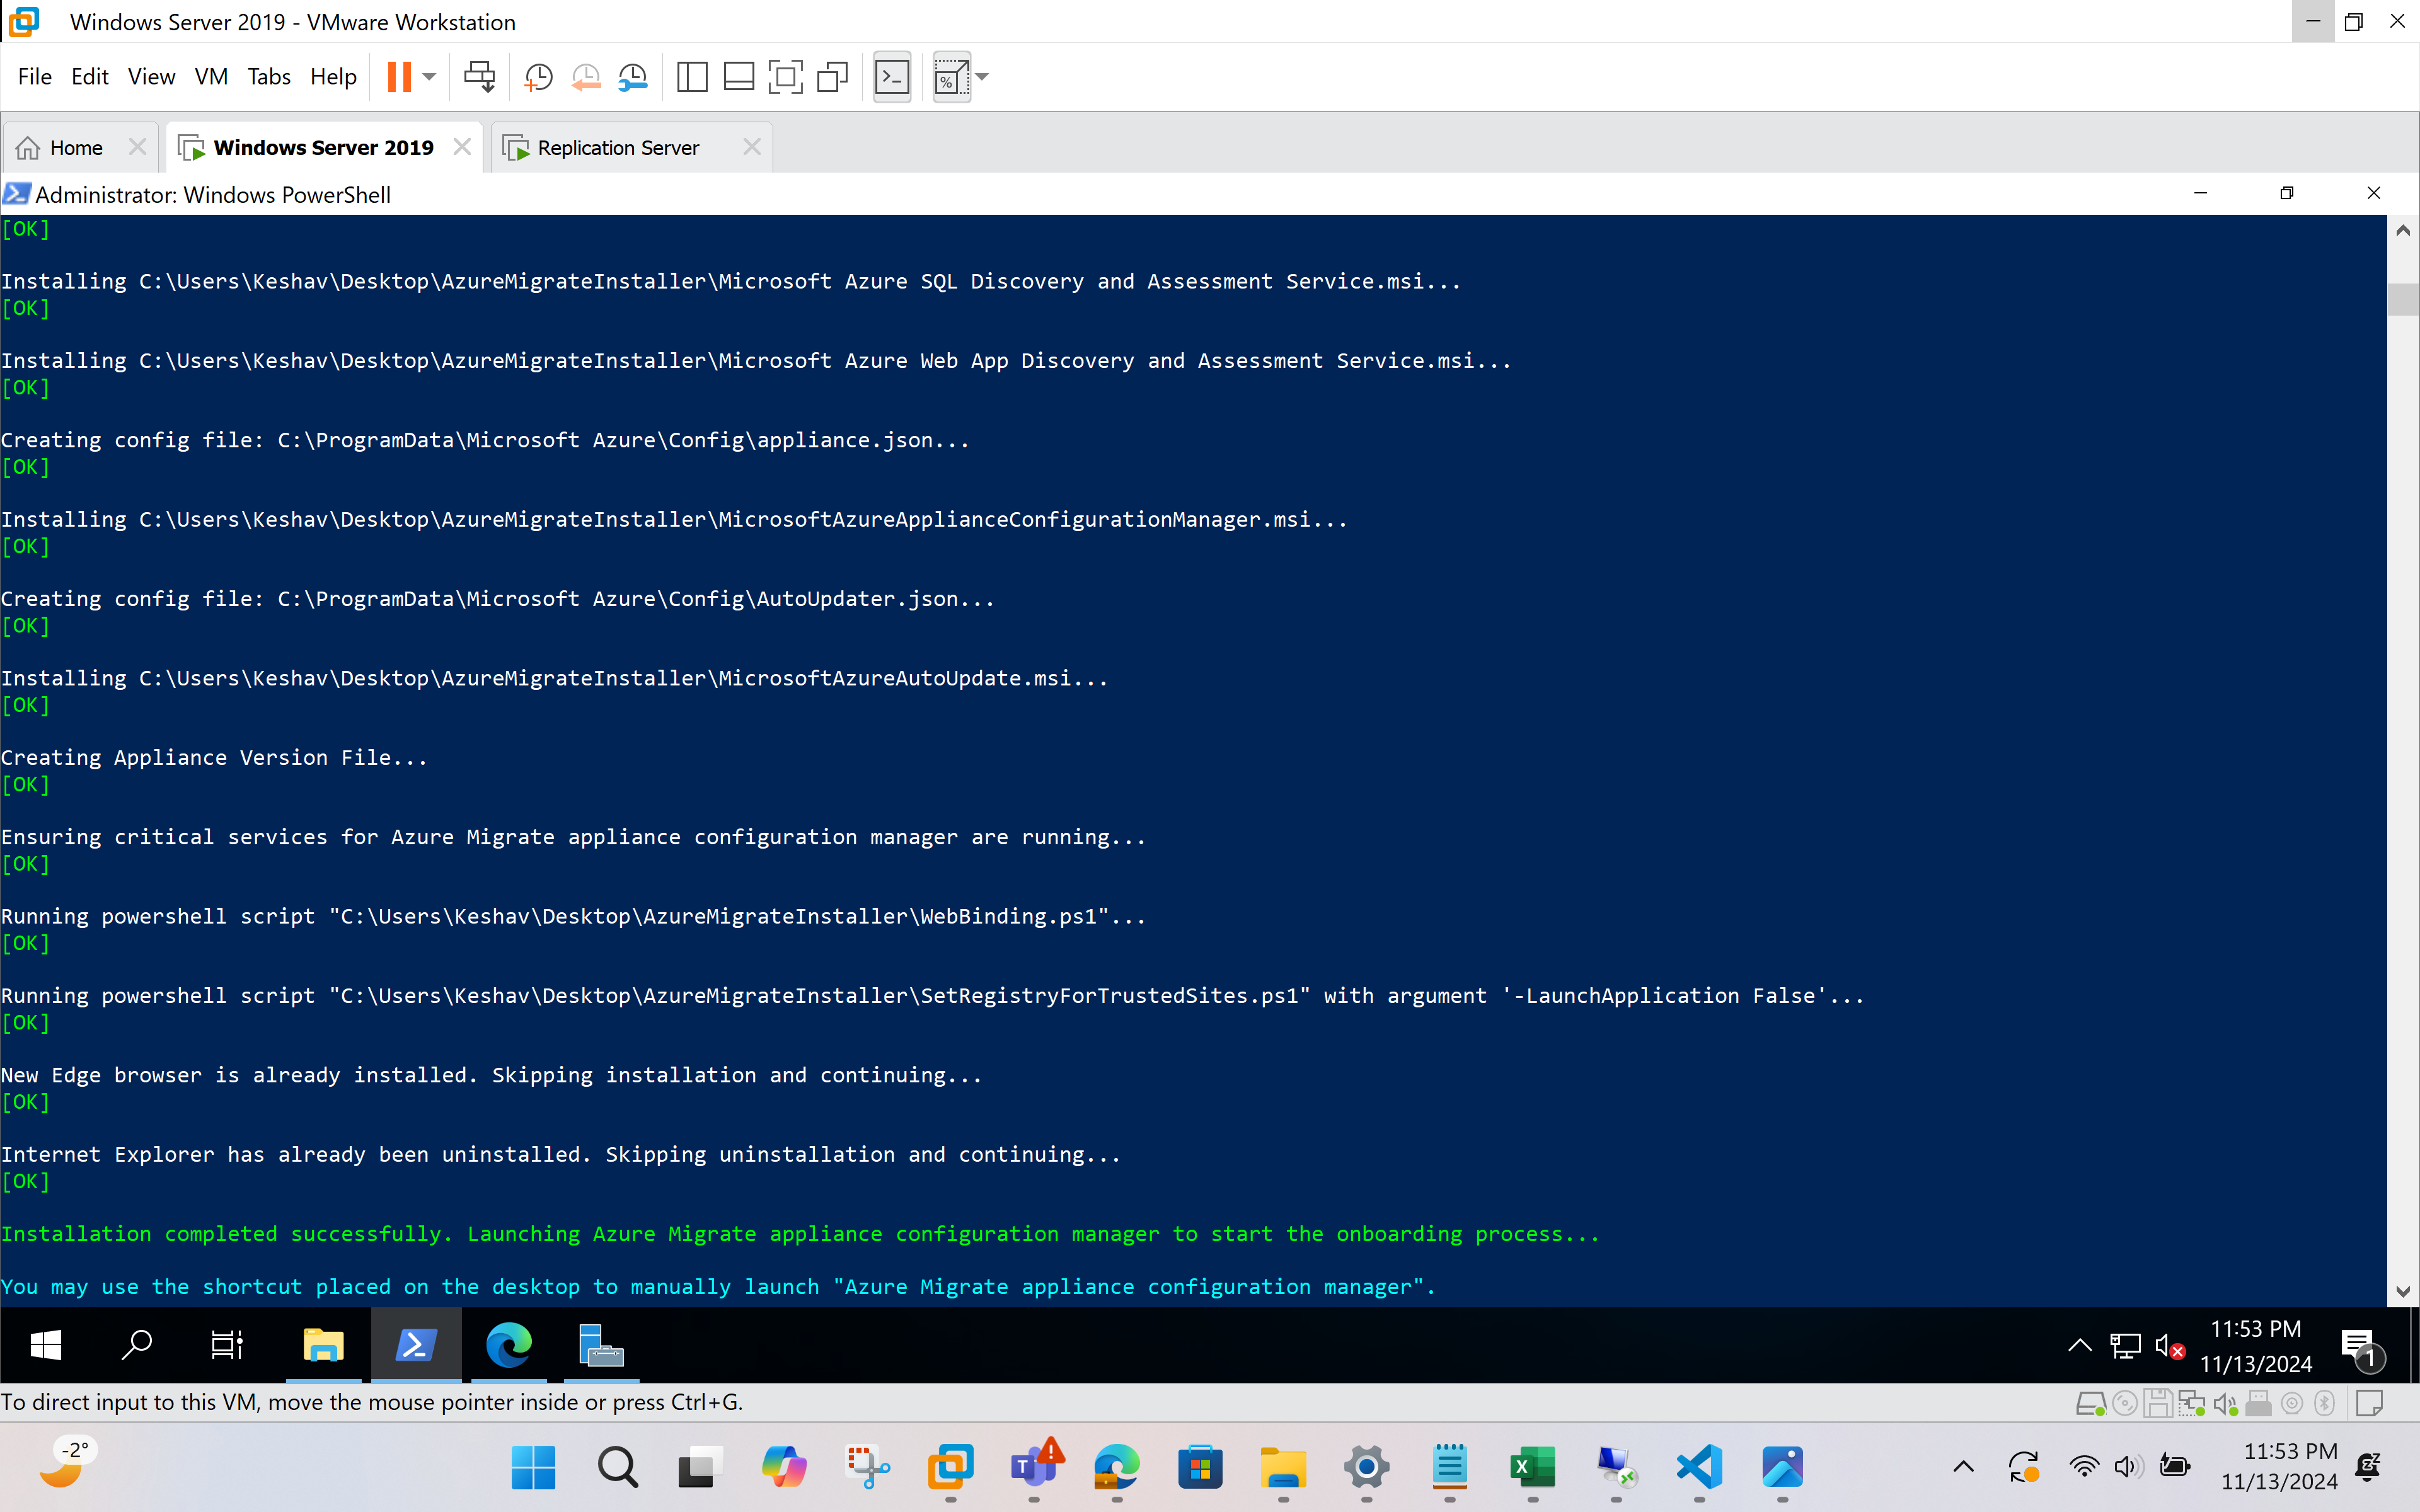 Windows Server 2019 - VMware Workstation
File Edit View VM Tabs Help
Home
Windows Server 2019
Replication Server
Administrator: Windows PowerShell
[OK]
Installing C:\Users\Keshav\Desktop\AzureMigrateInstaller\Microsoft Azure SQL Discovery and Assessment Service.msi...
[OK]
Installing C:\Users\Keshav\Desktop\AzureMigrateInstaller\Microsoft Azure Web App Discovery and Assessment Service.msi...
[OK]
Creating config file: C:\ProgramData\Microsoft Azure\Config\appliance.json...
[OK]
Installing C:\Users\Keshav\Desktop\AzureMigrateInstaller\MicrosoftAzureApplianceConfigurationManager.msi...
[OK]
Creating config file: C:\ProgramData\Microsoft Azure\Config\AutoUpdater.json...
[OK]
Installing C:\Users\Keshav\Desktop\AzureMigrateInstaller\MicrosoftAzureAutoUpdate.msi...
[OK]
Creating Appliance Version File...
[OK]
Ensuring critical services for Azure Migrate appliance configuration manager are running...
[OK]
Running powershell script "C:\Users\Keshav\Desktop\AzureMigrateInstaller\WebBinding.ps1"...
[OK]
Running powershell script "C:\Users\Keshav\Desktop\AzureMigrateInstaller\SetRegistryForTrustedSites.ps1" with argument '-LaunchApplication False'...
[OK]
New Edge browser is already installed. Skipping installation and continuing...
[OK]
Internet Explorer has already been uninstalled. Skipping uninstallation and continuing...
[OK]
Installation completed successfully. Launching Azure Migrate appliance configuration manager to start the onboarding process...
You may use the shortcut placed on the desktop to manually launch "Azure Migrate appliance configuration manager".
11:53 PM
11/13/2024
1
To direct input to this VM, move the mouse pointer inside or press Ctrl+G.
-2°
11:53 PM
11/13/2024